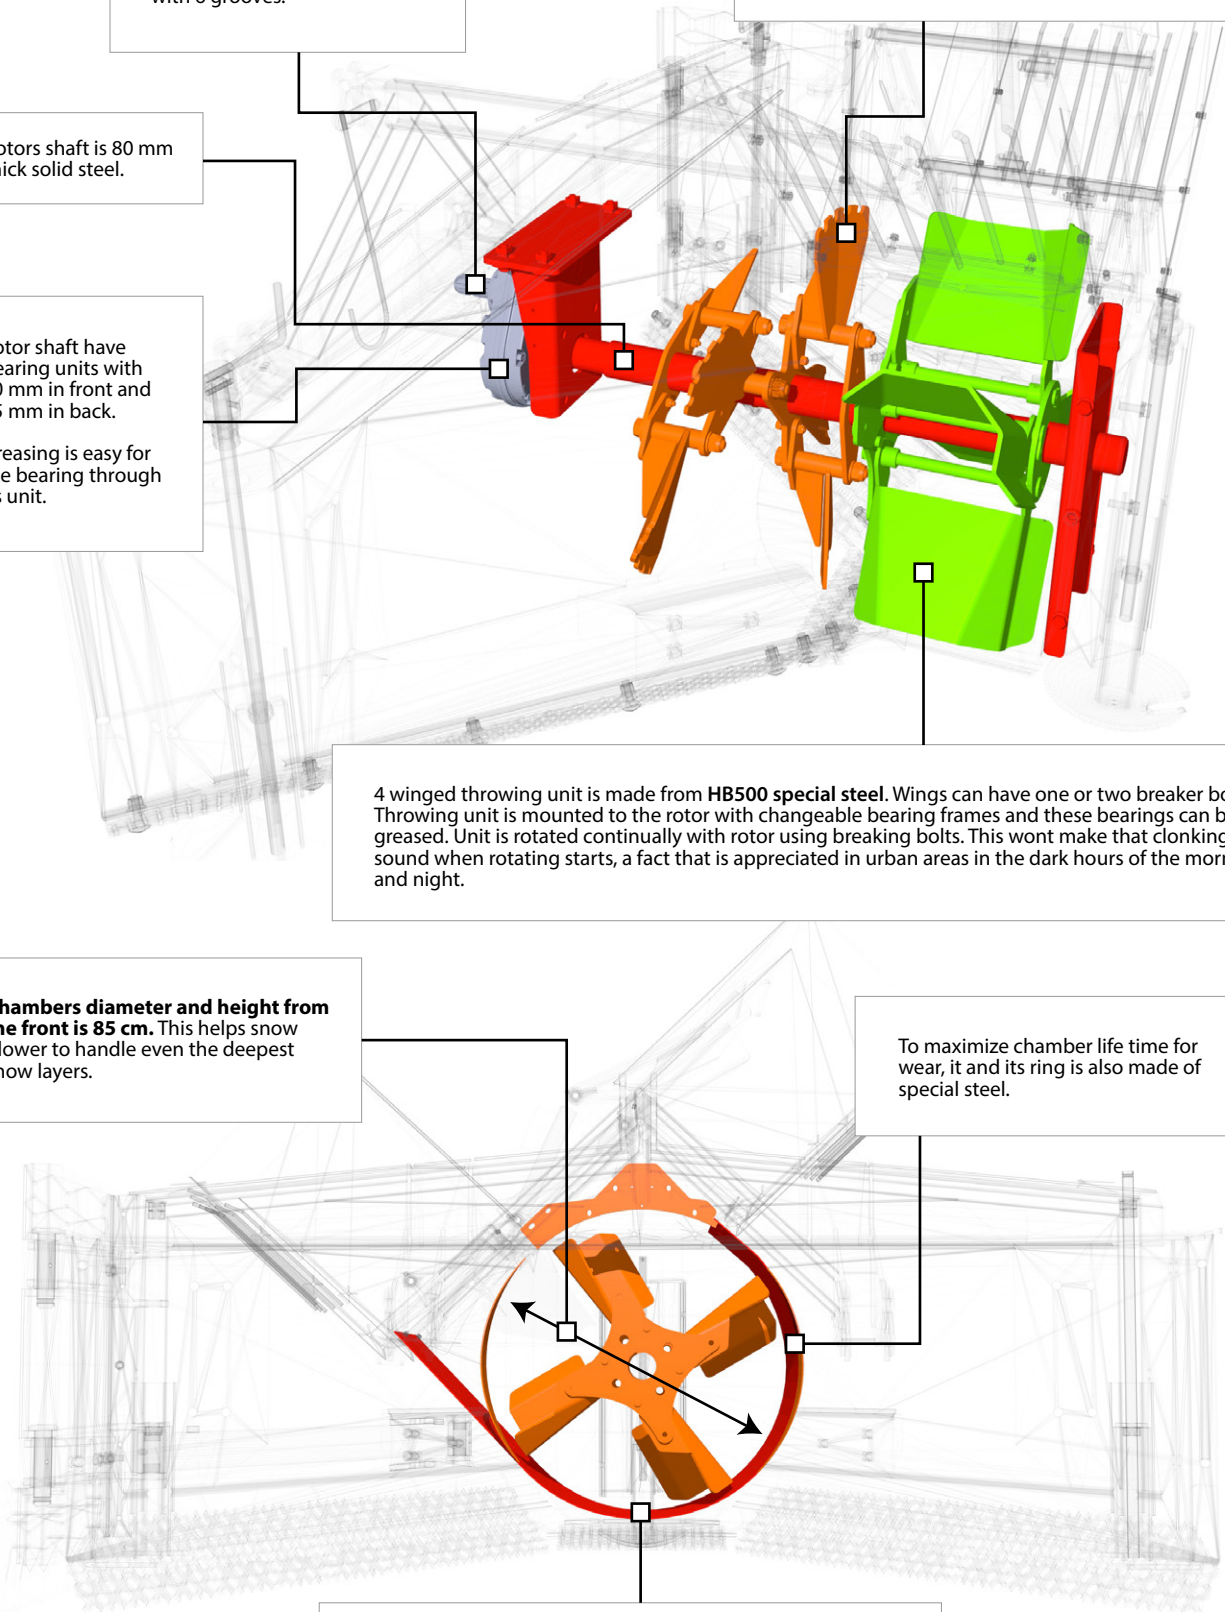 with 6 grooves.
otors shaft is 80 mm
ick solid steel.
otor shaft have
earing units with
0 mm in front and
5 mm in back.
reasing is easy for
e bearing through
s unit.
4 winged throwing unit is made from HB500 special steel. Wings can have one or two breaker bo
Throwing unit is mounted to the rotor with changeable bearing frames and these bearings can b
greased. Unit is rotated continually with rotor using breaking bolts. This wont make that clonking
sound when rotating starts, a fact that is appreciated in urban areas in the dark hours of the morn
and night.
hambers diameter and height from
he front is 85 cm. This helps snow
lower to handle even the deepest
now layers.
To maximize chamber life time for
wear, it and its ring is also made of
special steel.